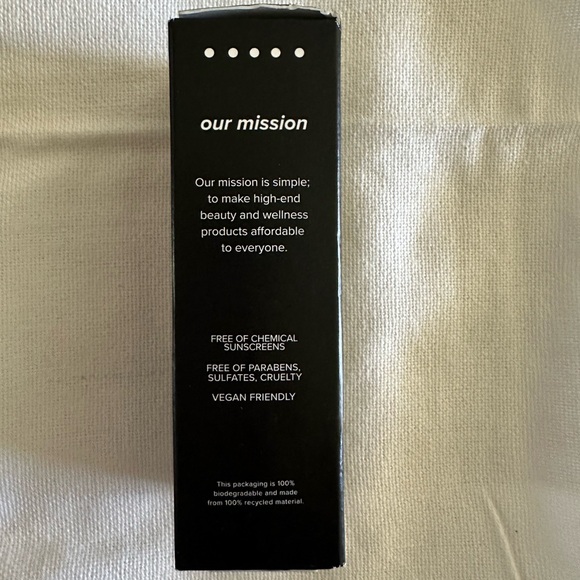 our mission
Our mission is simple;
to make high-end
beauty and wellness
products affordable
to everyone.
FREE OF CHEMICAL
SUNSCREENS
FREE OF PARABENS,
SULFATES, CRUELTY
VEGAN FRIENDLY
This packaging is 100%
biodegradable and made
from 100% recycled material.